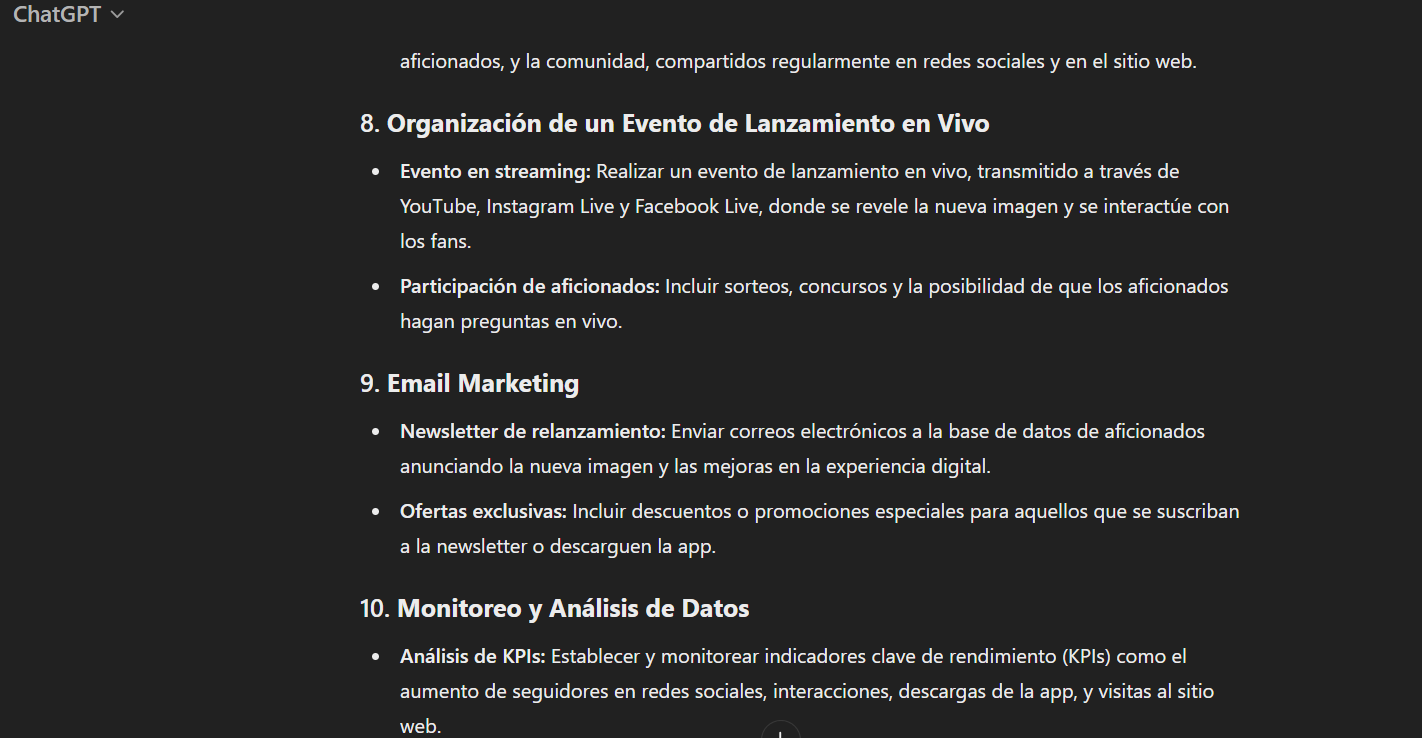 ChatGPT
aficionados, y la comunidad, compartidos regularmente en redes sociales y en el sitio web.
8. Organización de un Evento de Lanzamiento en Vivo
• Evento en streaming: Realizar un evento de lanzamiento en vivo, transmitido a través de
YouTube, Instagram Live y Facebook Live, donde se revele la nueva imagen y se interactúe con
los fans.
• Participación de aficionados: Incluir sorteos, concursos y la posibilidad de que los aficionados
hagan preguntas en vivo.
9. Email Marketing
• Newsletter de relanzamiento: Enviar correos electrónicos a la base de datos de aficionados
anunciando la nueva imagen y las mejoras en la experiencia digital.
• Ofertas exclusivas: Incluir descuentos o promociones especiales para aquellos que se suscriban
a la newsletter o descarguen la app.
10. Monitoreo y Análisis de Datos
• Análisis de KPIs: Establecer y monitorear indicadores clave de rendimiento (KPIs) como el
aumento de seguidores en redes sociales, interacciones, descargas de la app, y visitas al sitio
web.